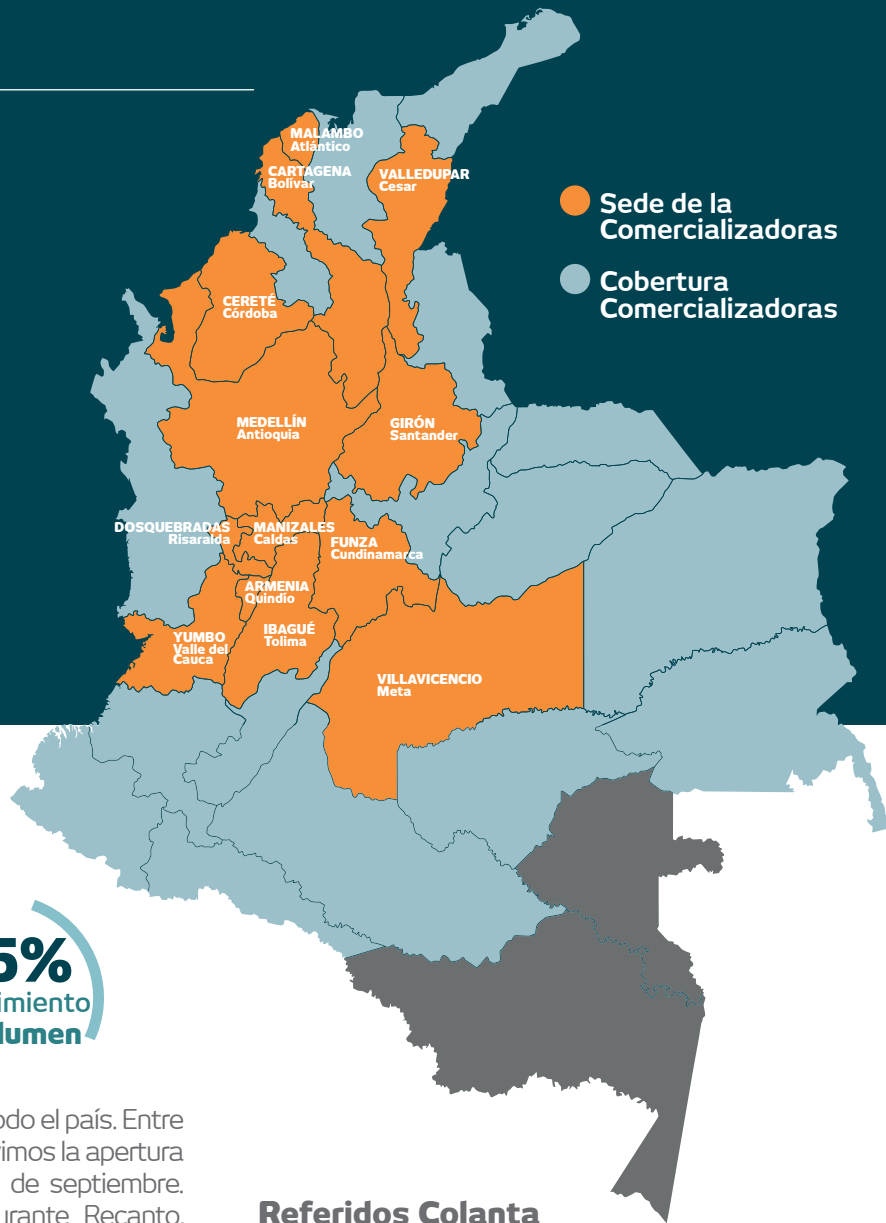 MALAMBO
Atlántico
CARTAGENA
Bolívar
VALLEDUPAR
Cesar
Sede de la
Comercializadoras
Cobertura
Comercializadoras
CERETÉ
Córdoba
MEDELLÍN
Antioquia
GIRÓN
Santander
DOSQUEBRADAS
Risaralda
MANIZALES
Caldas
FUNZA
Cundinamarca
ARMENIA
Quindío
IBAGUÉ
Tolima
YUMBO
Valle del
Cauca
VILLAVICENCIO
Meta
5%
imiento
lumen
odo el país. Entre
imos la apertura
de septiembre.
urante Recanto,
Referidos Colanta